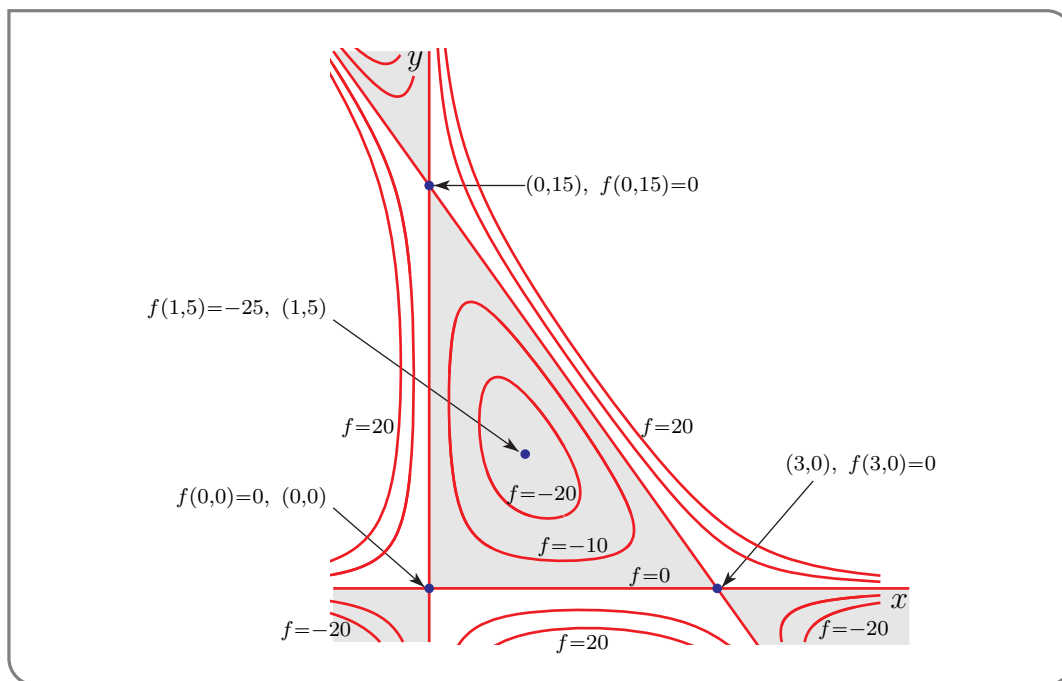 y
(0,15), f(0,15)=0
f(1,5)=−25, (1,5)
f=20
f=20
(3,0), f(3,0)=0
f(0,0)=0, (0,0)
f=−20
f=−10
f=0
x
f=−20
f=20
f=−20